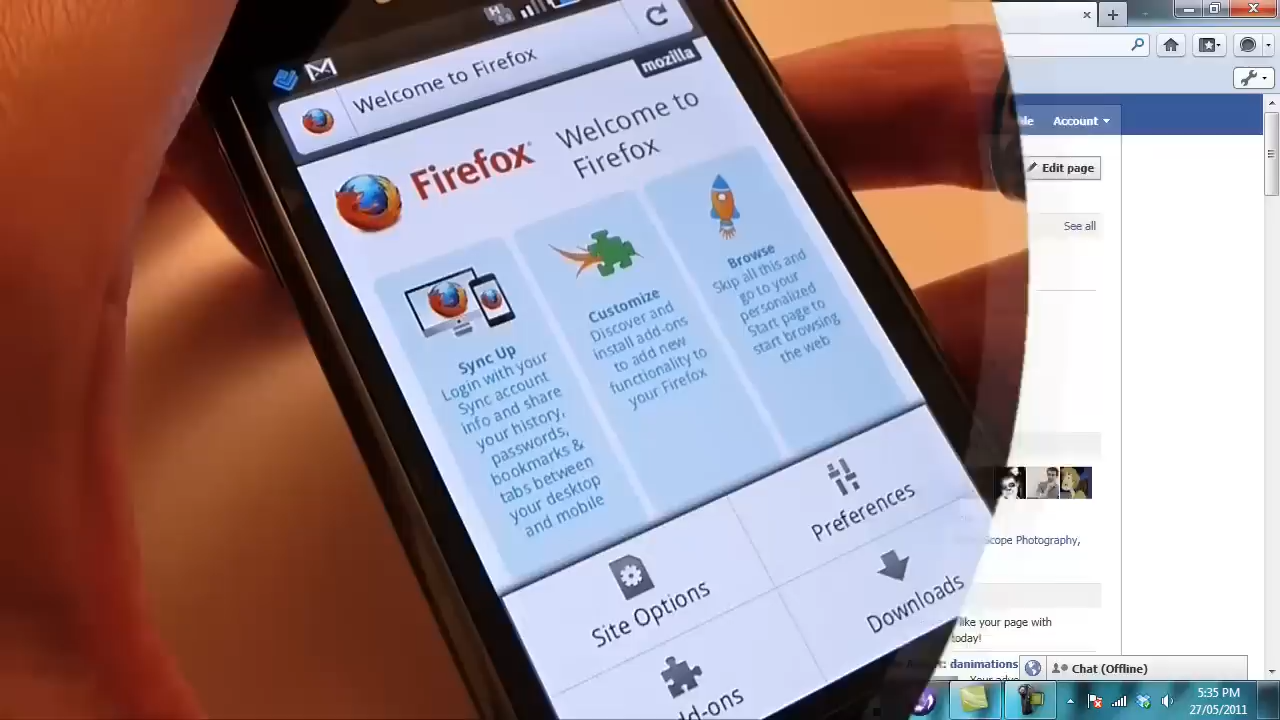 Welcome to Firefox
mozilla
Firefox
Welcome to
Firefox
Sync Up
Login with your
Sync account
info and share
your history,
passwords,
bookmarks &
tabs between
your desktop
and mobile
Customize
Discover and
install add-ons
to add new
functionality to
your Firefox
Browse
Skip all this and
go to your
personalized
Start page to
start browsing
the web
Site Options
Preferences
Downloads
Account
Edit page
See all
Scope Photography,
like your page with
today!
danimations
Chat (Offline)
5:35 PM
27/05/2011